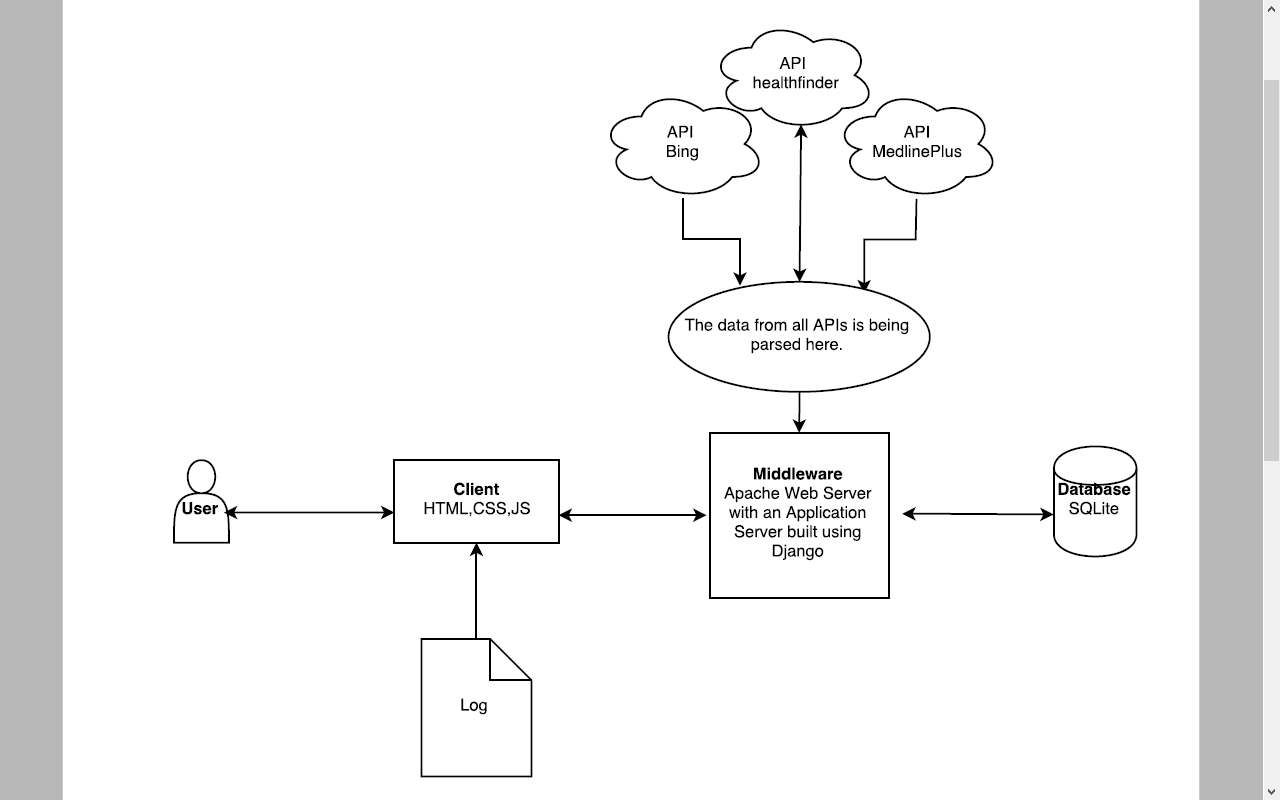 API
healthfinder
API
Bing
API
MedlinePlus
The data from all APIs is being
parsed here.
User
Client
HTML,CSS,JS
Middleware
Apache Web Server
with an Application
Server built using
Django
Database
SQLite
Log